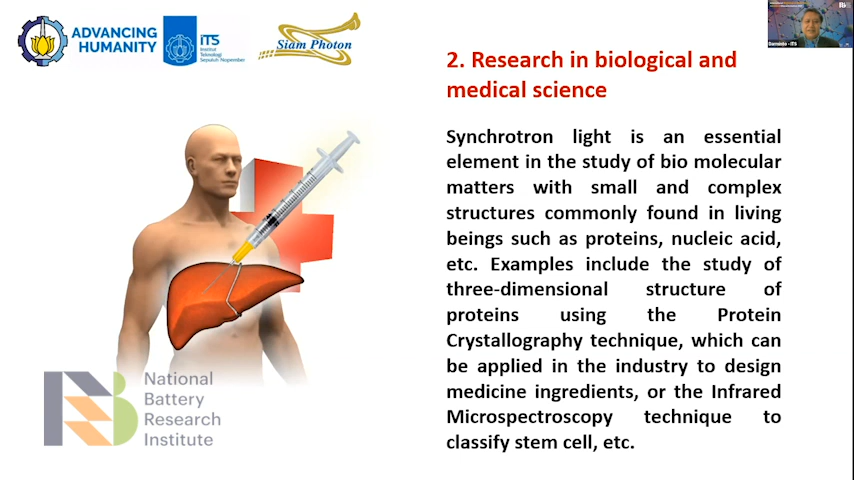 ADVANCING
HUMANITY
iTS
Institut
Teknologi
Sepuluh Nopember
Siam Photon
2. Research in biological and
medical science
Synchrotron light is an essential
element in the study of bio molecular
matters with small and complex
structures commonly found in living
beings such as proteins, nucleic acid,
etc. Examples include the study of
three-dimensional structure of
proteins using the Protein
Crystallography technique, which can
be applied in the industry to design
medicine ingredients, or the Infrared
Microspectroscopy technique to
classify stem cell, etc.
National
Battery
Research
Institute